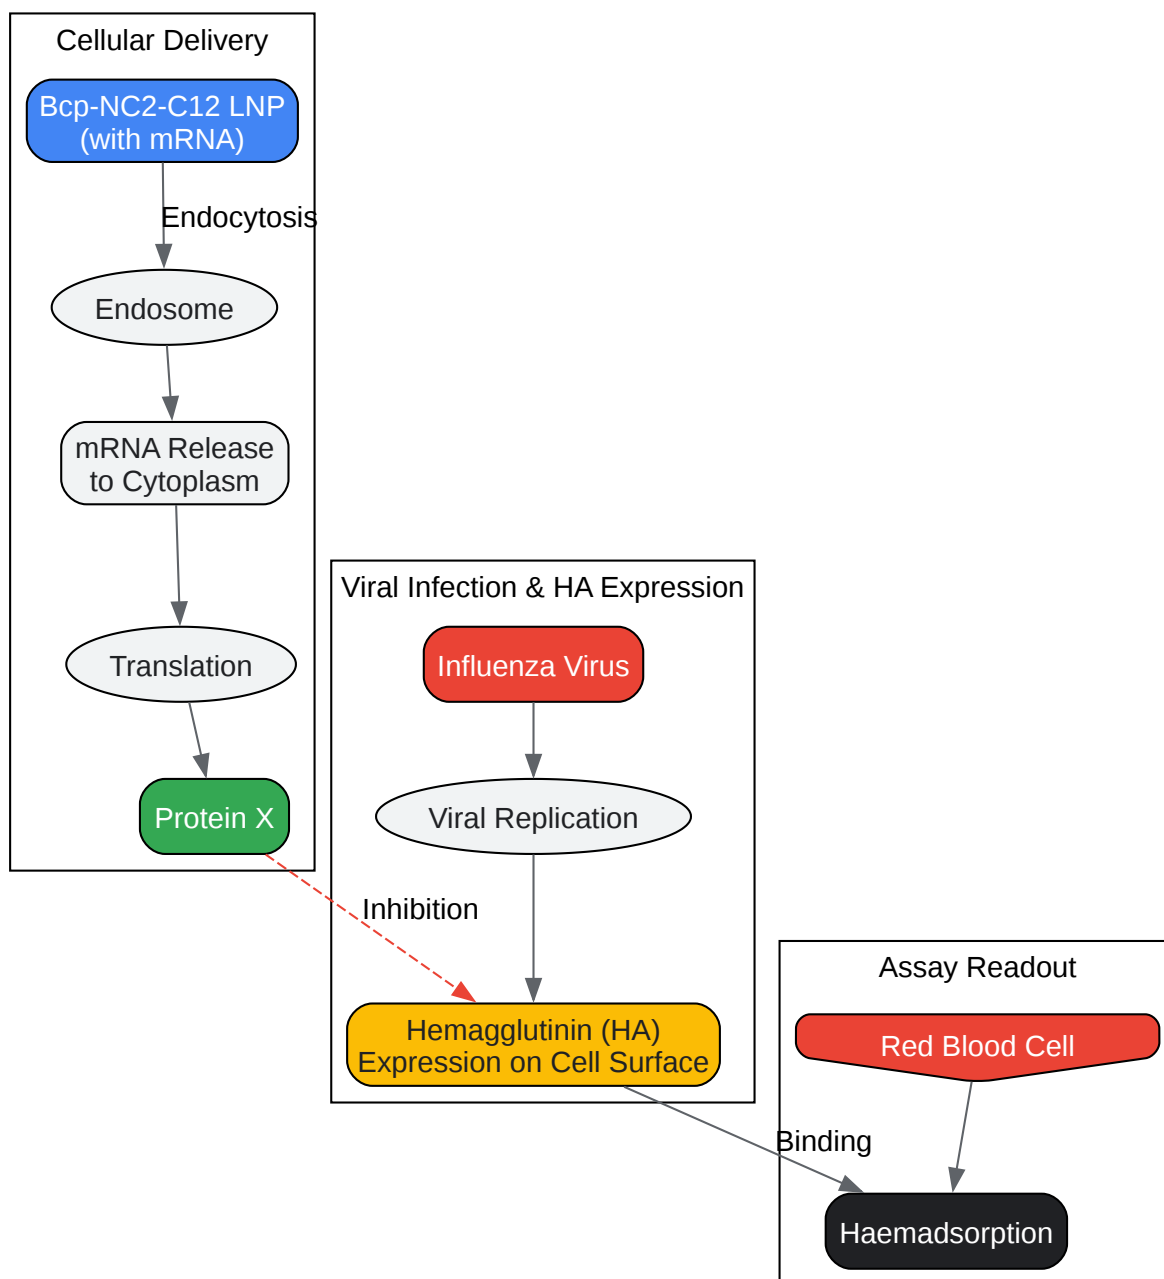 Cellular Delivery
Bcp-NC2-C12 LNP
(with mRNA)
Endocytosis
Endosome
mRNA Release
to Cytoplasm
Translation
Protein X
Viral Infection & HA Expression
Influenza Virus
Viral Replication
Inhibition
Hemagglutinin (HA)
Expression on Cell Surface
Assay Readout
Red Blood Cell
Binding
Haemadsorption